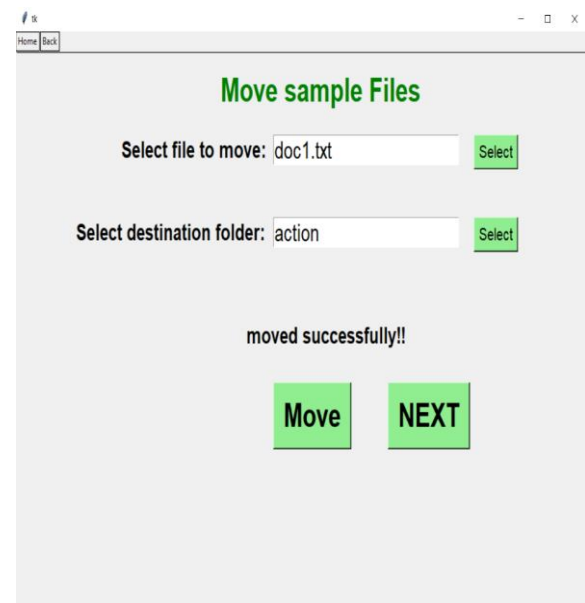 tk
Home Back
Move sample Files
Select file to move: doc1.txt Select
Select destination folder: action Select
moved successfully!!
Move NEXT